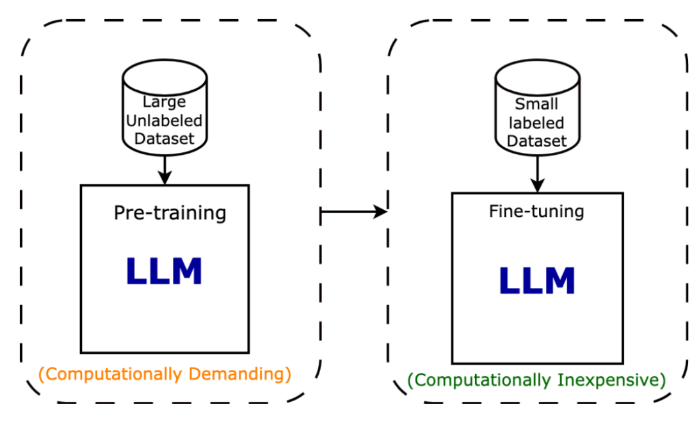 Large
Unlabeled
Dataset
Pre-training
LLM
(Computationally Demanding)
Small
labeled
Dataset
Fine-tuning
LLM
(Computationally Inexpensive)